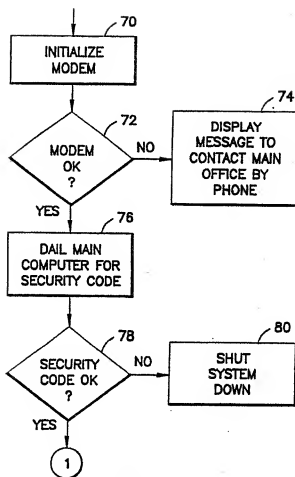 70
INITIALIZE
MODEM
72
74
MODEM
OK
?
NO
DISPLAY
MESSAGE TO
CONTACT MAIN
OFFICE BY
PHONE
YES
76
DAIL MAIN
COMPUTER FOR
SECURITY CODE
78
80
SECURITY
CODE OK
?
NO
SHUT
SYSTEM
DOWN
YES
1